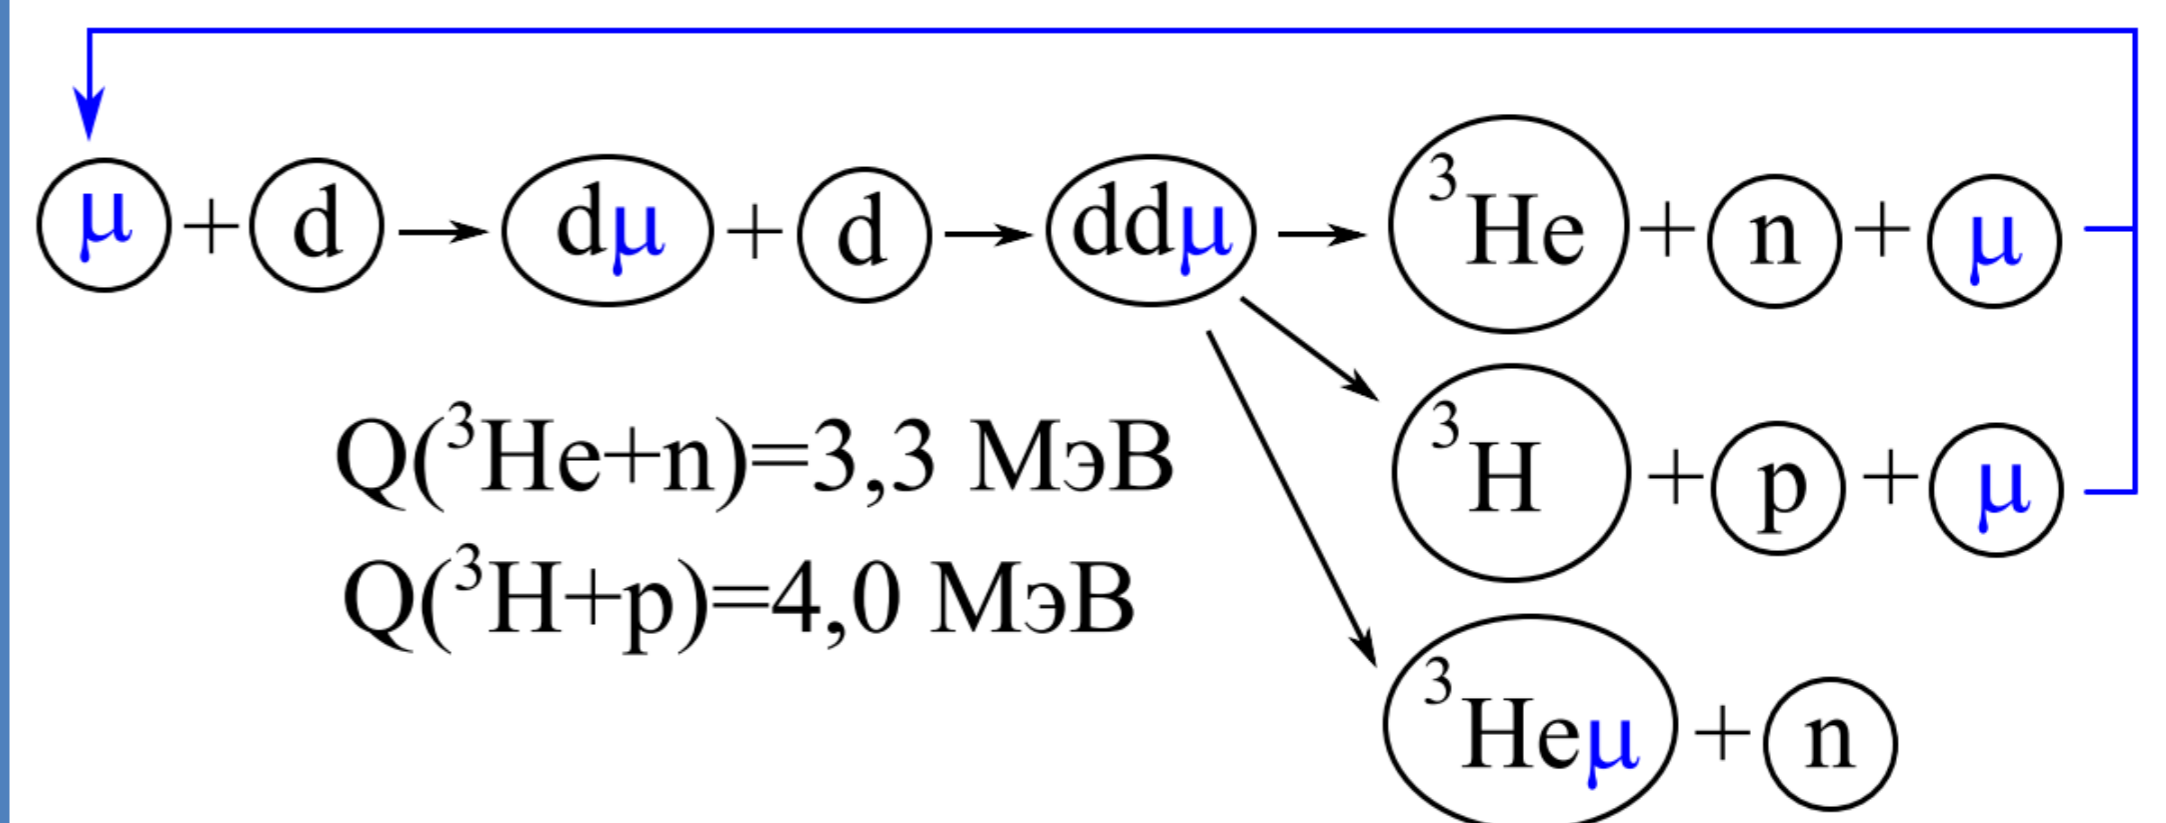 μ + d → dμ + d → ddμ → ³He + n + μ
³H + p + μ
Q(³He+n)=3,3 МэВ
Q(³H+p)=4,0 МэВ
³Heμ + n